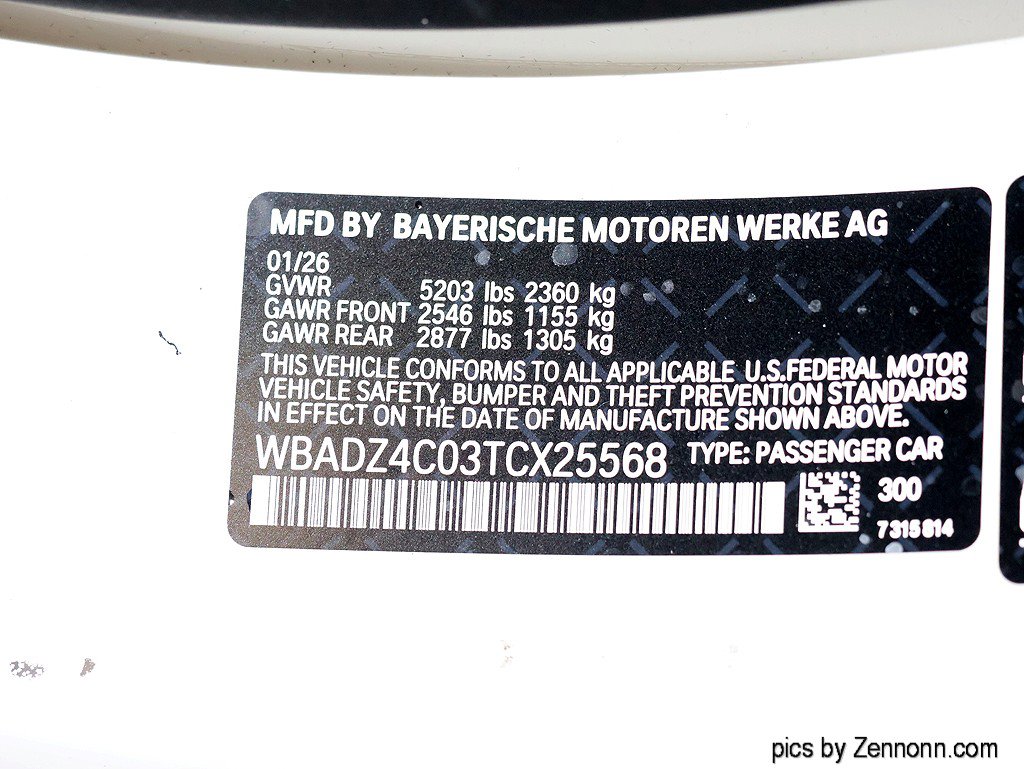 MFD BY BAYERISCHE MOTOREN WERKE AG
01/26
GVWR 5203 lbs 2360 kg
GAWR FRONT 2546 lbs 1155 kg
GAWR REAR 2877 lbs 1305 kg
THIS VEHICLE CONFORMS TO ALL APPLICABLE U.S.FEDERAL MOTOR
VEHICLE SAFETY, BUMPER AND THEFT PREVENTION STANDARDS
IN EFFECT ON THE DATE OF MANUFACTURE SHOWN ABOVE.
WBADZ4C03TCX25568 TYPE: PASSENGER CAR
300
7315814
pics by Zennonn.com